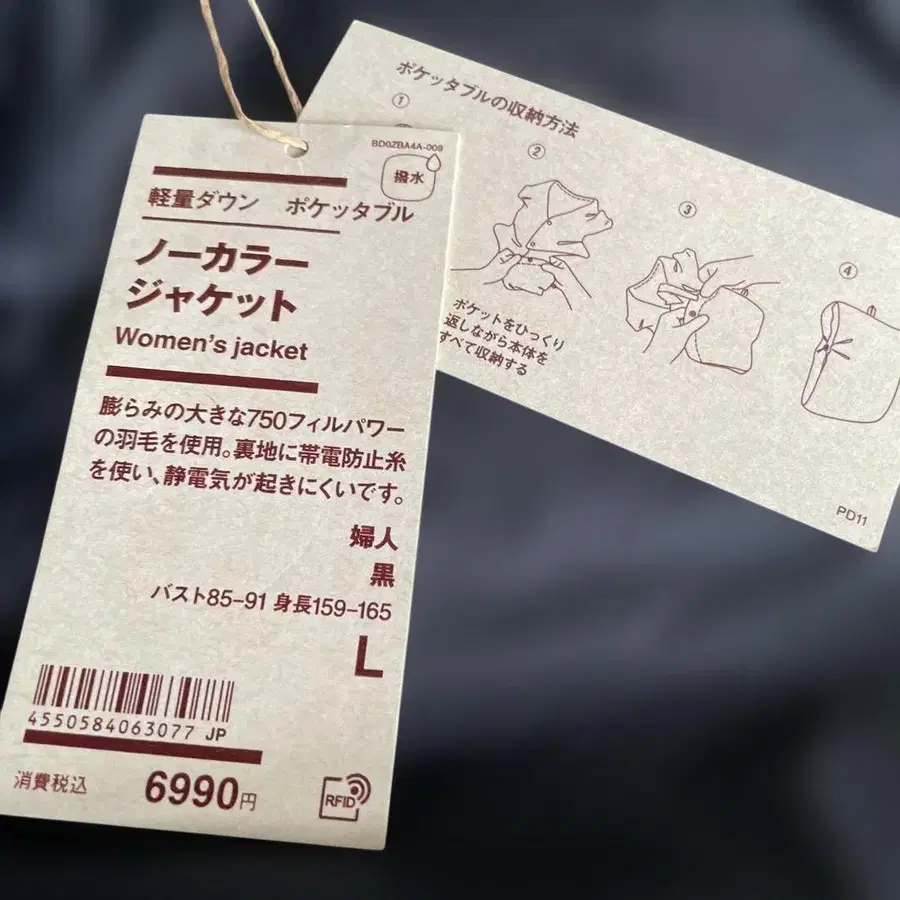 BD0ZBA4A-009
撥水
軽量ダウン ポケッタブル
ノーカラー
ジャケット
Women's jacket
膨らみの大きな750フィルパワー
の羽毛を使用。裏地に帯電防止糸
を使い、静電気が起きにくいです。
婦人
黒
バスト85-91 身長159-165
L
4550584063077 JP
消費税込 6990円
RFID
ポケッタブルの収納方法
①
②
③
④
ポケットをひっくり
返しながら本体を
すべて収納する
PD11